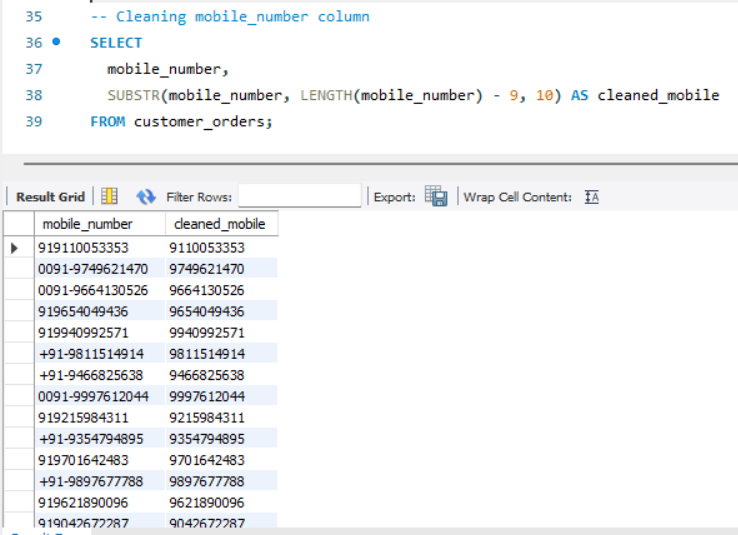 35 -- Cleaning mobile_number column
36 SELECT
37 mobile_number,
38 SUBSTR(mobile_number, LENGTH(mobile_number) - 9, 10) AS cleaned_mobile
39 FROM customer_orders;
Result Grid Filter Rows: Export: Wrap Cell Content:
mobile_number cleaned_mobile
919110053353 9110053353
0091-9749621470 9749621470
0091-9664130526 9664130526
919654049436 9654049436
919940992571 9940992571
+91-9811514914 9811514914
+91-9466825638 9466825638
0091-9997612044 9997612044
919215984311 9215984311
+91-9354794895 9354794895
919701642483 9701642483
+91-9897677788 9897677788
919621890096 9621890096
919042672287 9042672287